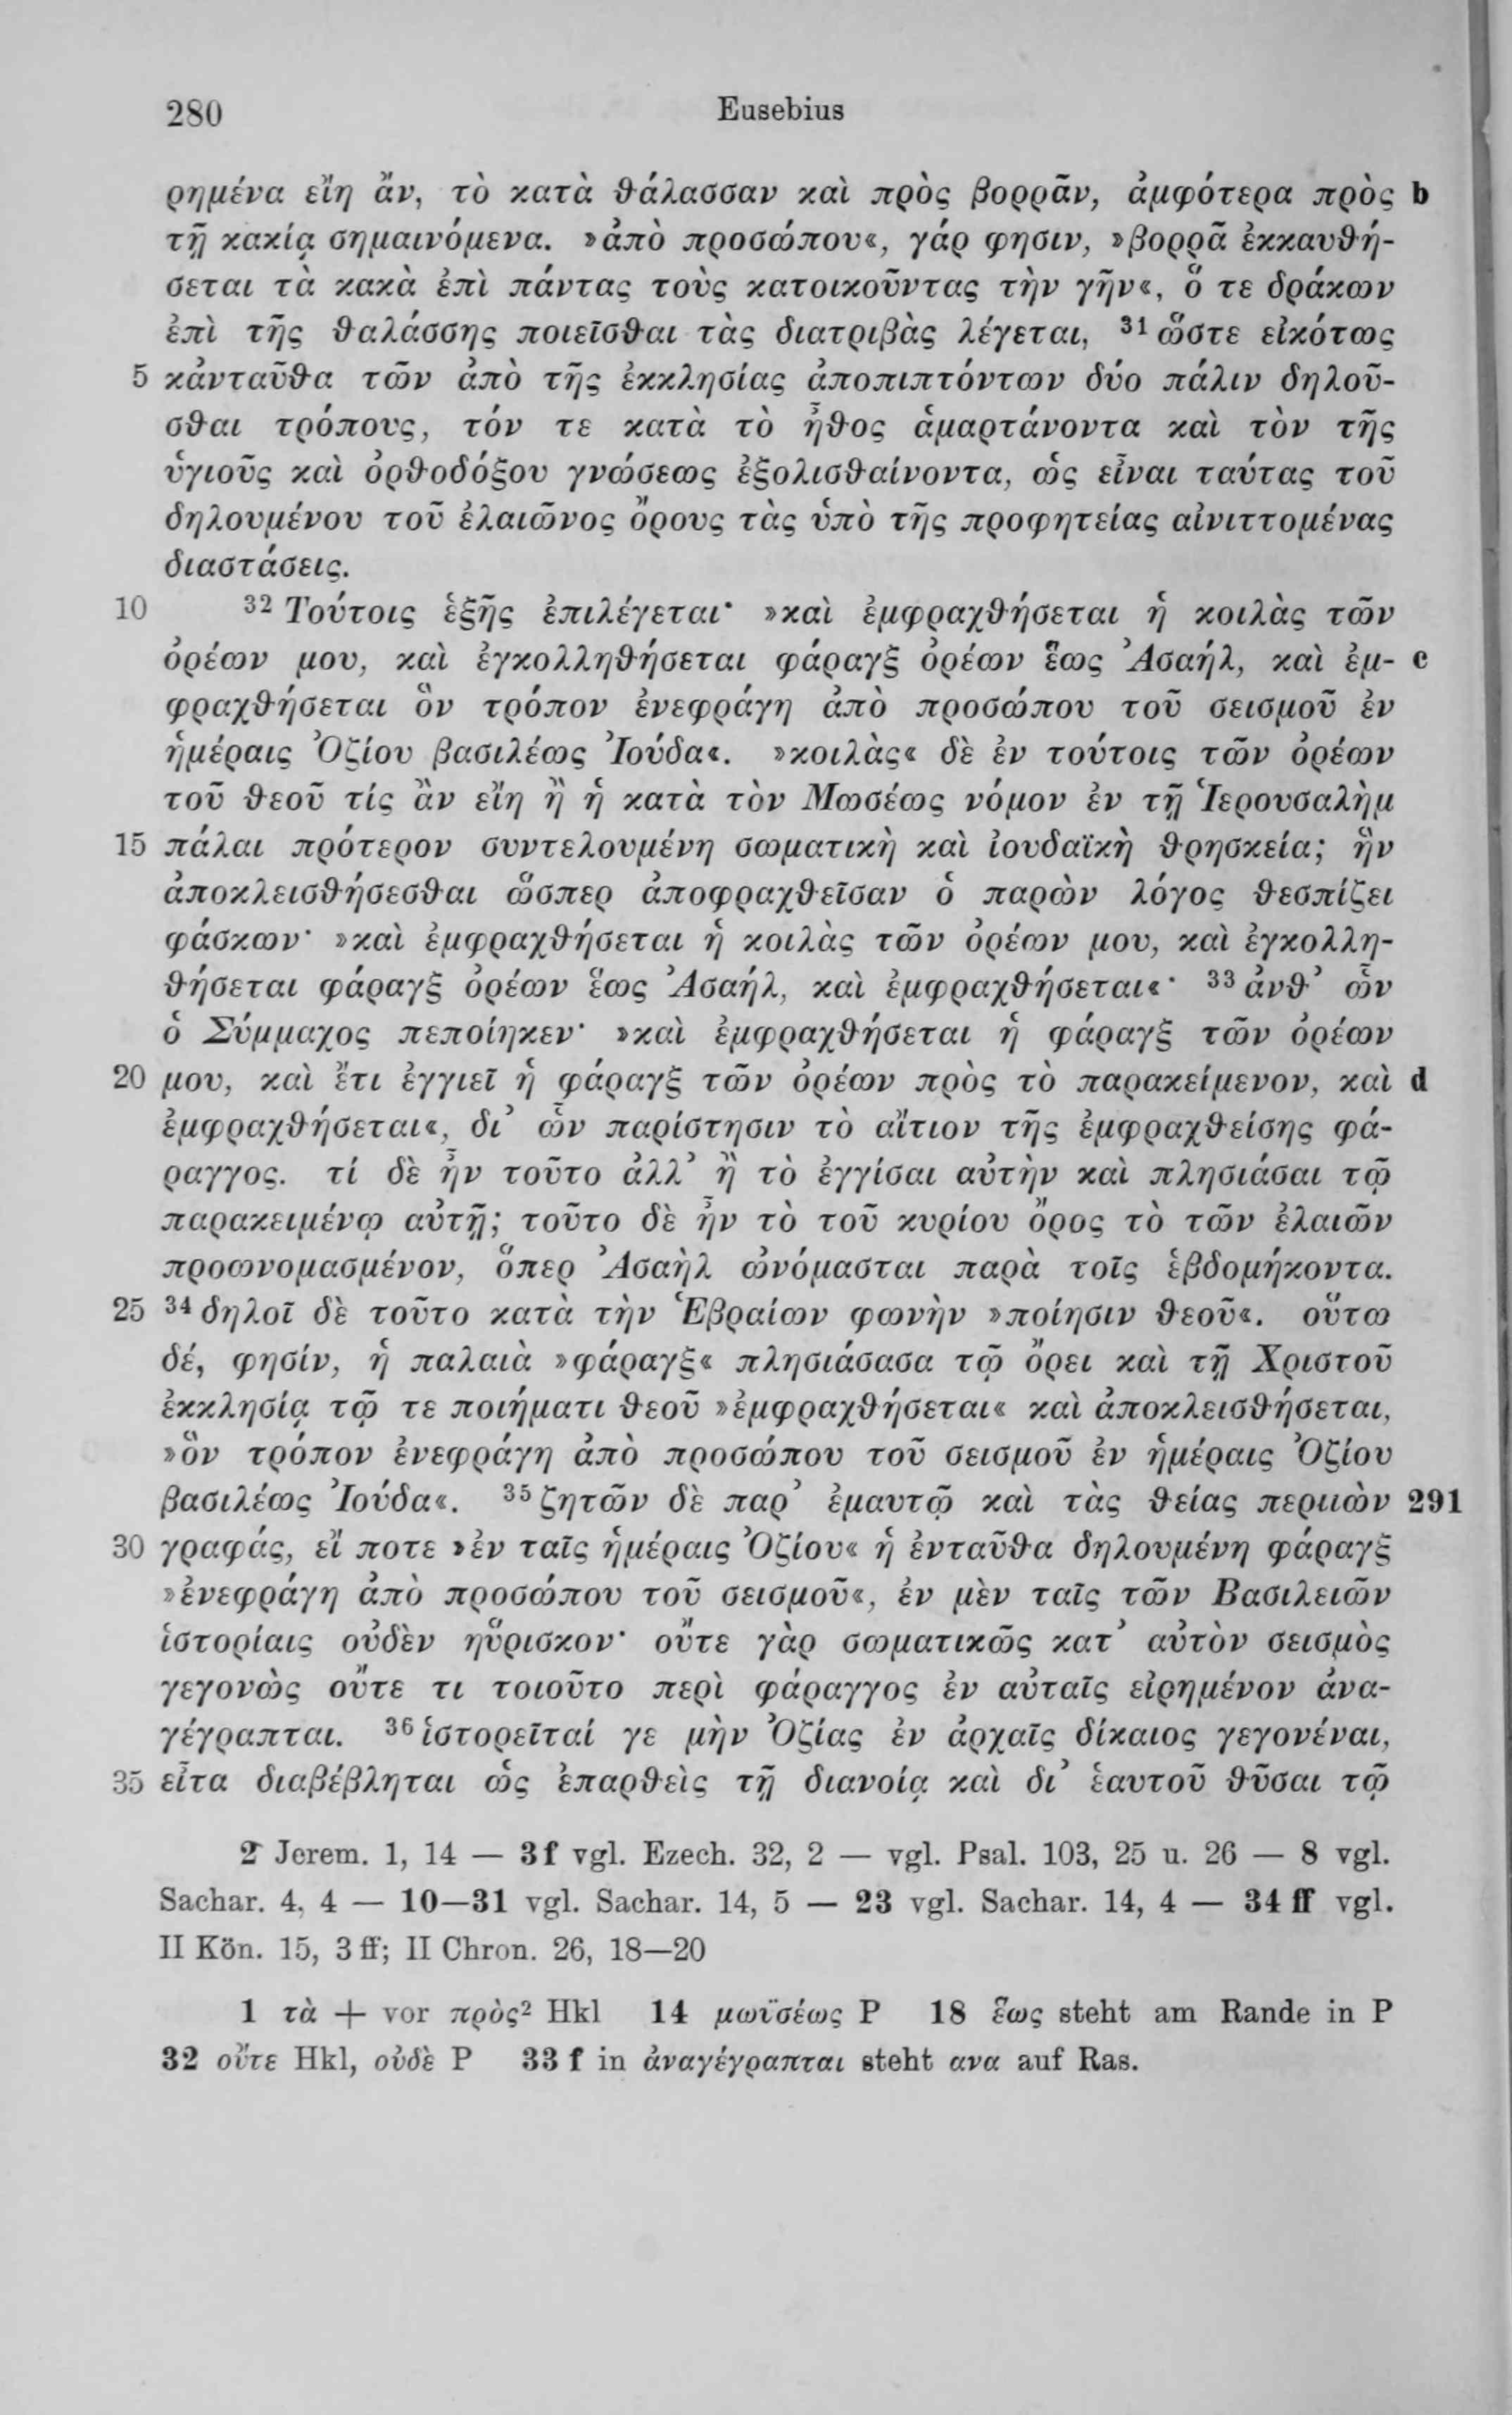 280 Eusebius
ρημένα εἴη ἄν, τὸ κατὰ θάλασσαν καὶ πρὸς βορρᾶν, ἀμφότερα πρὸς b
τῇ κακίᾳ σημαινόμενα. »ἀπὸ προσώπου«, γάρ φησιν, »βορρᾶ ἐκκαυθή-
σεται τὰ κακὰ ἐπὶ πάντας τοὺς κατοικοῦντας τὴν γῆν«, ὅ τε δράκων
ἐπὶ τῆς θαλάσσης ποιεῖσθαι τὰς διατριβὰς λέγεται, ³¹ ὥστε εἰκότως
5 κἀνταῦθα τῶν ἀπὸ τῆς ἐκκλησίας ἀποπιπτόντων δύο πάλιν δηλοῦ-
σθαι τρόπους, τόν τε κατὰ τὸ ἦθος ἁμαρτάνοντα καὶ τὸν τῆς
ὑγιοῦς καὶ ὀρθοδόξου γνώσεως ἐξολισθαίνοντα, ὡς εἶναι ταύτας τοῦ
δηλουμένου τοῦ ἐλαιῶνος ὄρους τὰς ὑπὸ τῆς προφητείας αἰνιττομένας
διαστάσεις.
10 ³² Τούτοις ἑξῆς ἐπιλέγεται· »καὶ ἐμφραχθήσεται ἡ κοιλὰς τῶν
ὀρέων μου, καὶ ἐγκολληθήσεται φάραγξ ὀρέων ἕως Ἀσαήλ, καὶ ἐμ- c
φραχθήσεται ὃν τρόπον ἐνεφράγη ἀπὸ προσώπου τοῦ σεισμοῦ ἐν
ἡμέραις Ὀζίου βασιλέως Ἰούδα«. »κοιλὰς« δὲ ἐν τούτοις τῶν ὀρέων
τοῦ θεοῦ τίς ἂν εἴη ἢ ἡ κατὰ τὸν Μωσέως νόμον ἐν τῇ Ἱερουσαλὴμ
15 πάλαι πρότερον συντελουμένη σωματικὴ καὶ ἰουδαϊκὴ θρησκεία; ἣν
ἀποκλεισθήσεσθαι ὥσπερ ἀποφραχθεῖσαν ὁ παρὼν λόγος θεσπίζει
φάσκων· »καὶ ἐμφραχθήσεται ἡ κοιλὰς τῶν ὀρέων μου, καὶ ἐγκολλη-
θήσεται φάραγξ ὀρέων ἕως Ἀσαήλ, καὶ ἐμφραχθήσεται«· ³³ ἀνθ’ ὧν
ὁ Σύμμαχος πεποίηκεν· »καὶ ἐμφραχθήσεται ἡ φάραγξ τῶν ὀρέων
20 μου, καὶ ἔτι ἐγγιεῖ ἡ φάραγξ τῶν ὀρέων πρὸς τὸ παρακείμενον, καὶ d
ἐμφραχθήσεται«, δι’ ὧν παρίστησιν τὸ αἴτιον τῆς ἐμφραχθείσης φά-
ραγγος. τί δὲ ἦν τοῦτο ἀλλ’ ἢ τὸ ἐγγίσαι αὐτὴν καὶ πλησιάσαι τῷ
παρακειμένῳ αὐτῇ; τοῦτο δὲ ἦν τὸ τοῦ κυρίου ὄρος τὸ τῶν ἐλαιῶν
προωνομασμένον, ὅπερ Ἀσαὴλ ὠνόμασται παρὰ τοῖς ἑβδομήκοντα.
25 ³⁴ δηλοῖ δὲ τοῦτο κατὰ τὴν Ἑβραίων φωνὴν »ποίησιν θεοῦ«. οὕτω
δέ, φησίν, ἡ παλαιὰ »φάραγξ« πλησιάσασα τῷ ὄρει καὶ τῇ Χριστοῦ
ἐκκλησίᾳ τῷ τε ποιήματι θεοῦ »ἐμφραχθήσεται« καὶ ἀποκλεισθήσεται,
»ὃν τρόπον ἐνεφράγη ἀπὸ προσώπου τοῦ σεισμοῦ ἐν ἡμέραις Ὀζίου
βασιλέως Ἰούδα«. ³⁵ ζητῶν δὲ παρ’ ἐμαυτῷ καὶ τὰς θείας περιιὼν 291
30 γραφάς, εἴ ποτε »ἐν ταῖς ἡμέραις Ὀζίου« ἡ ἐνταῦθα δηλουμένη φάραγξ
»ἐνεφράγη ἀπὸ προσώπου τοῦ σεισμοῦ«, ἐν μὲν ταῖς τῶν Βασιλειῶν
ἱστορίαις οὐδὲν ηὕρισκον· οὔτε γὰρ σωματικῶς κατ’ αὐτὸν σεισμὸς
γεγονὼς οὔτε τι τοιοῦτο περὶ φάραγγος ἐν αὐταῖς εἰρημένον ἀνα-
γέγραπται. ³⁶ ἱστορεῖταί γε μὴν Ὀζίας ἐν ἀρχαῖς δίκαιος γεγονέναι,
35 εἶτα διαβέβληται ὡς ἐπαρθεὶς τῇ διανοίᾳ καὶ δι’ ἑαυτοῦ θῦσαι τῷ
2 Jerem. 1, 14 — 3 f vgl. Ezech. 32, 2 — vgl. Psal. 103, 25 u. 26 — 8 vgl.
Sachar. 4, 4 — 10—31 vgl. Sachar. 14, 5 — 23 vgl. Sachar. 14, 4 — 34 ff vgl.
II Kön. 15, 3 ff; II Chron. 26, 18—20
1 τὰ + vor πρὸς² Hkl 14 μωϋσέως P 18 ἕως steht am Rande in P
32 οὔτε Hkl, οὐδὲ P 33 f in ἀναγέγραπται steht ανα auf Ras.